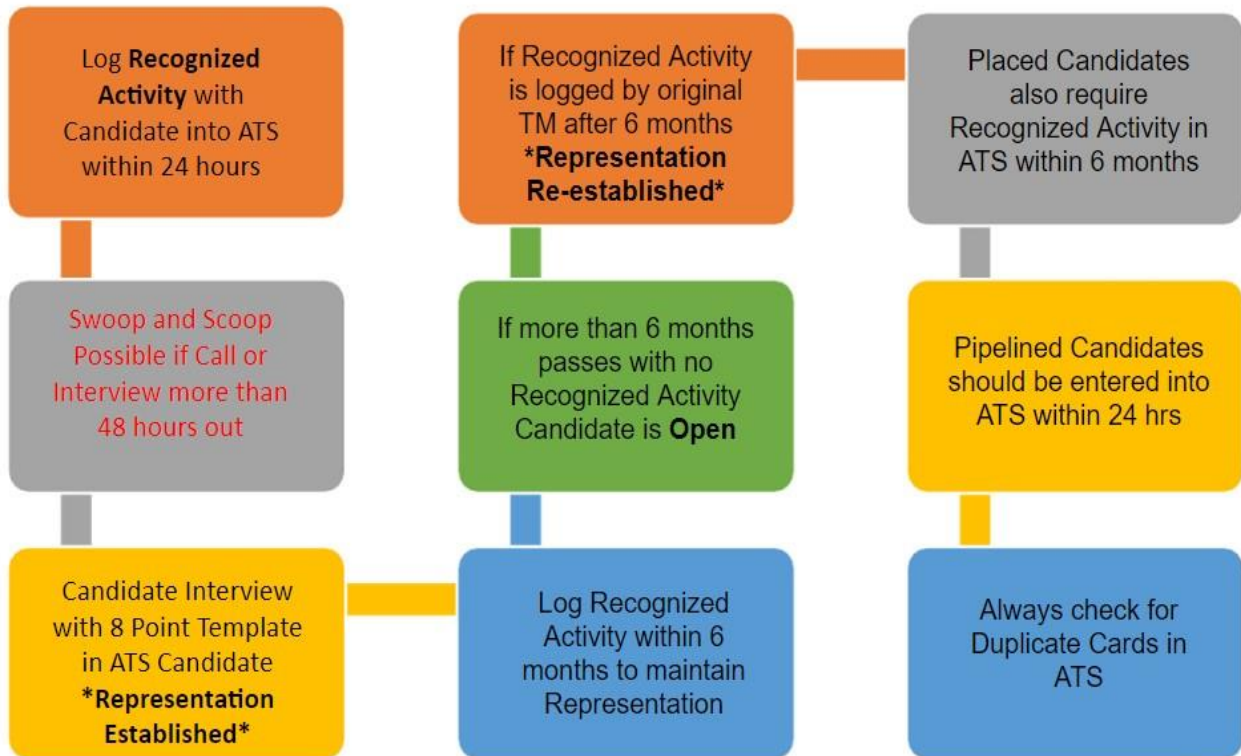 Log Recognized
Activity with
Candidate into ATS
within 24 hours
Swoop and Scoop
Possible if Call or
Interview more than
48 hours out
Candidate Interview
with 8 Point Template
in ATS Candidate
*Representation
Established*
Log Recognized
Activity within 6
months to maintain
Representation
If more than 6 months
passes with no
Recognized Activity
Candidate is Open
If Recognized Activity
is logged by original
TM after 6 months
*Representation
Re-established*
Placed Candidates
also require
Recognized Activity in
ATS within 6 months
Pipelined Candidates
should be entered into
ATS within 24 hrs
Always check for
Duplicate Cards in
ATS